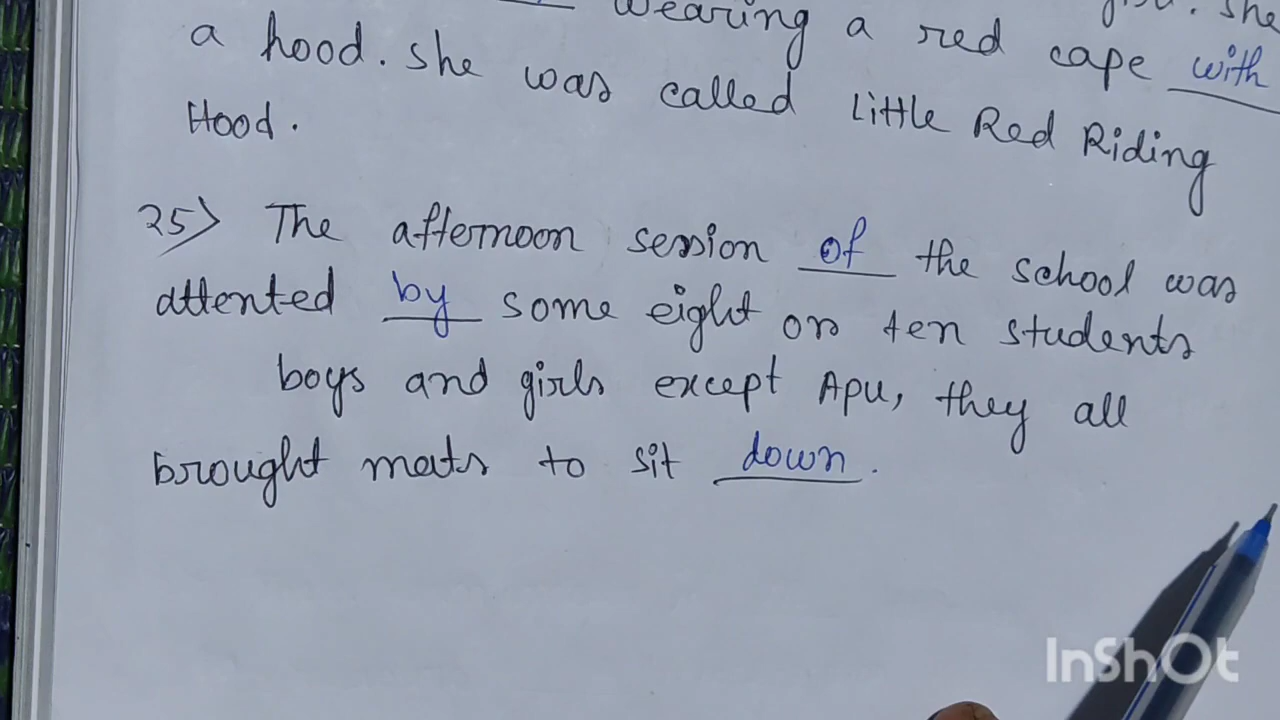 wearing a red cape with
a hood. she was called Little Red Riding
Hood.
25) The afternoon session of the school was
attented by some eight or ten students
boys and girls except Apu, they all
brought mats to sit down.
InShOt